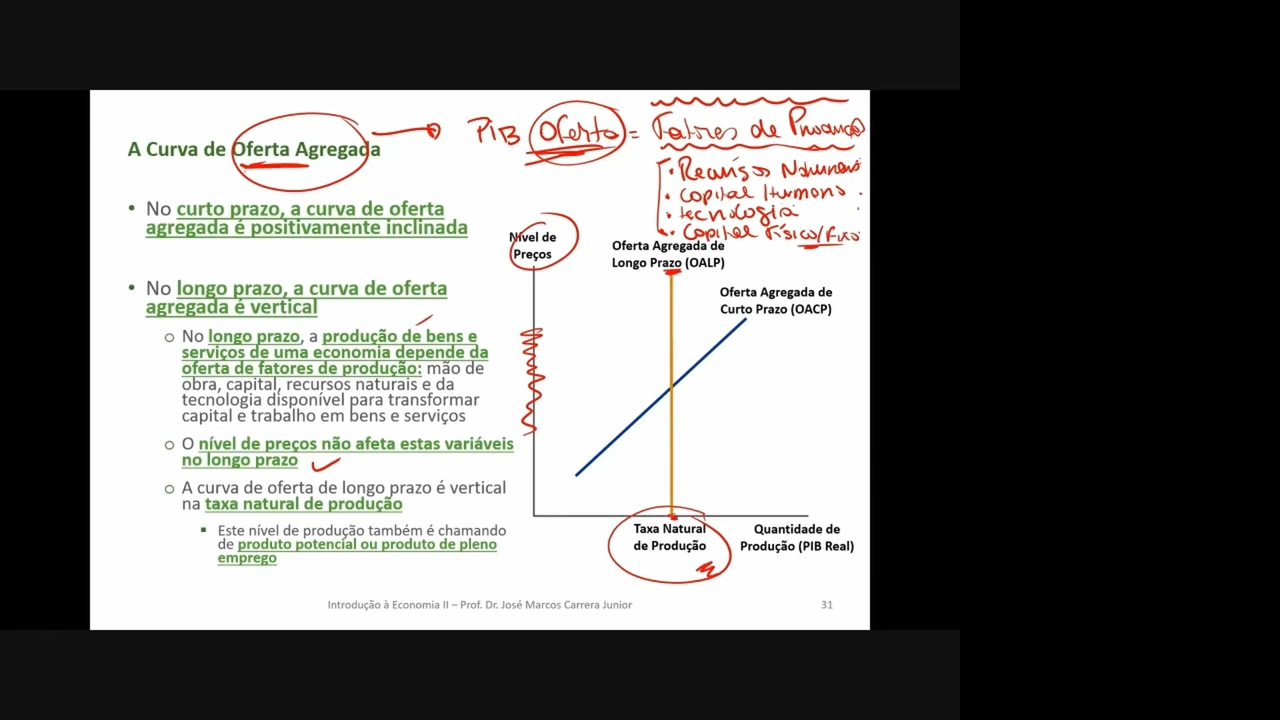 A Curva de Oferta Agregada
PIB Oferta = Fatores de Produção
• Recursos Naturais
• Capital Humano
• tecnologia
• Capital Físico/Fixo
• No curto prazo, a curva de oferta
agregada é positivamente inclinada
• No longo prazo, a curva de oferta
agregada é vertical
o No longo prazo, a produção de bens e
serviços de uma economia depende da
oferta de fatores de produção: mão de
obra, capital, recursos naturais e da
tecnologia disponível para transformar
capital e trabalho em bens e serviços
o O nível de preços não afeta estas variáveis
no longo prazo
o A curva de oferta de longo prazo é vertical
na taxa natural de produção
▪ Este nível de produção também é chamando
de produto potencial ou produto de pleno
emprego
Nível de
Preços
Oferta Agregada de
Longo Prazo (OALP)
Oferta Agregada de
Curto Prazo (OACP)
Taxa Natural
de Produção
Quantidade de
Produção (PIB Real)
Introdução à Economia II – Prof. Dr. José Marcos Carrera Junior
31